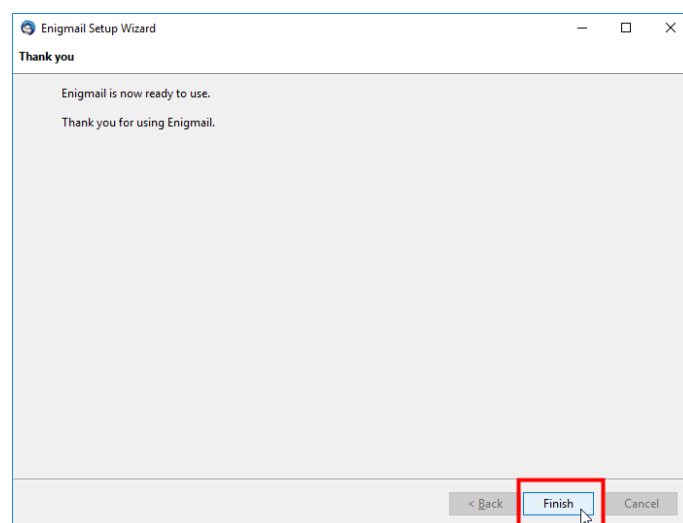 Enigmail Setup Wizard
Thank you
Enigmail is now ready to use.
Thank you for using Enigmail.
< Back
Finish
Cancel